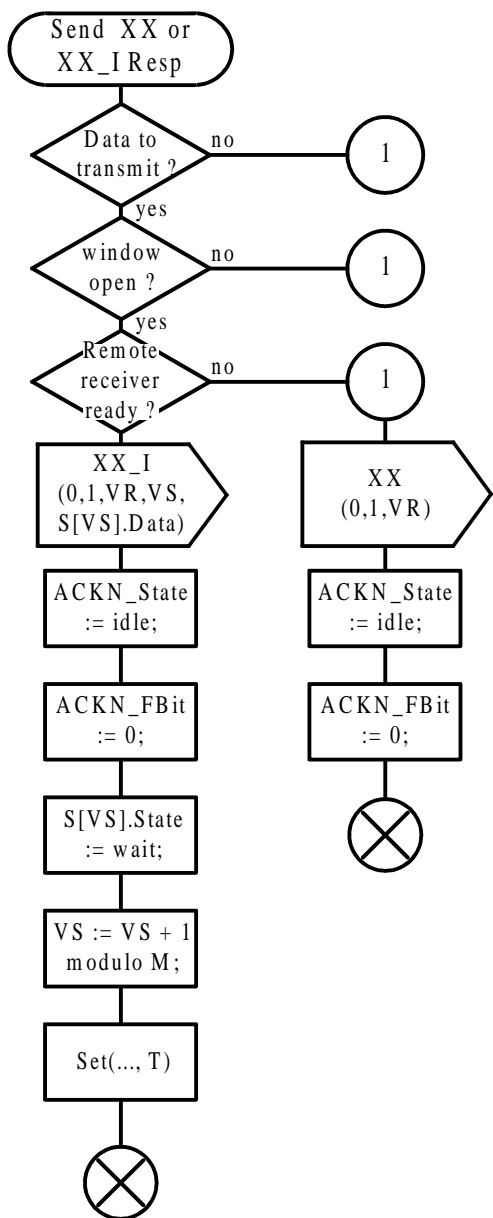 Send XX or
XX_I Resp
Data to
transmit ?
no
1
yes
window
open ?
no
1
yes
Remote
receiver
ready ?
no
1
XX_I
(0,1,VR,VS,
S[VS].Data)
XX
(0,1,VR)
ACKN_State
:= idle;
ACKN_State
:= idle;
ACKN_FBit
:= 0;
ACKN_FBit
:= 0;
S[VS].State
:= wait;
VS := VS + 1
modulo M;
Set(..., T)